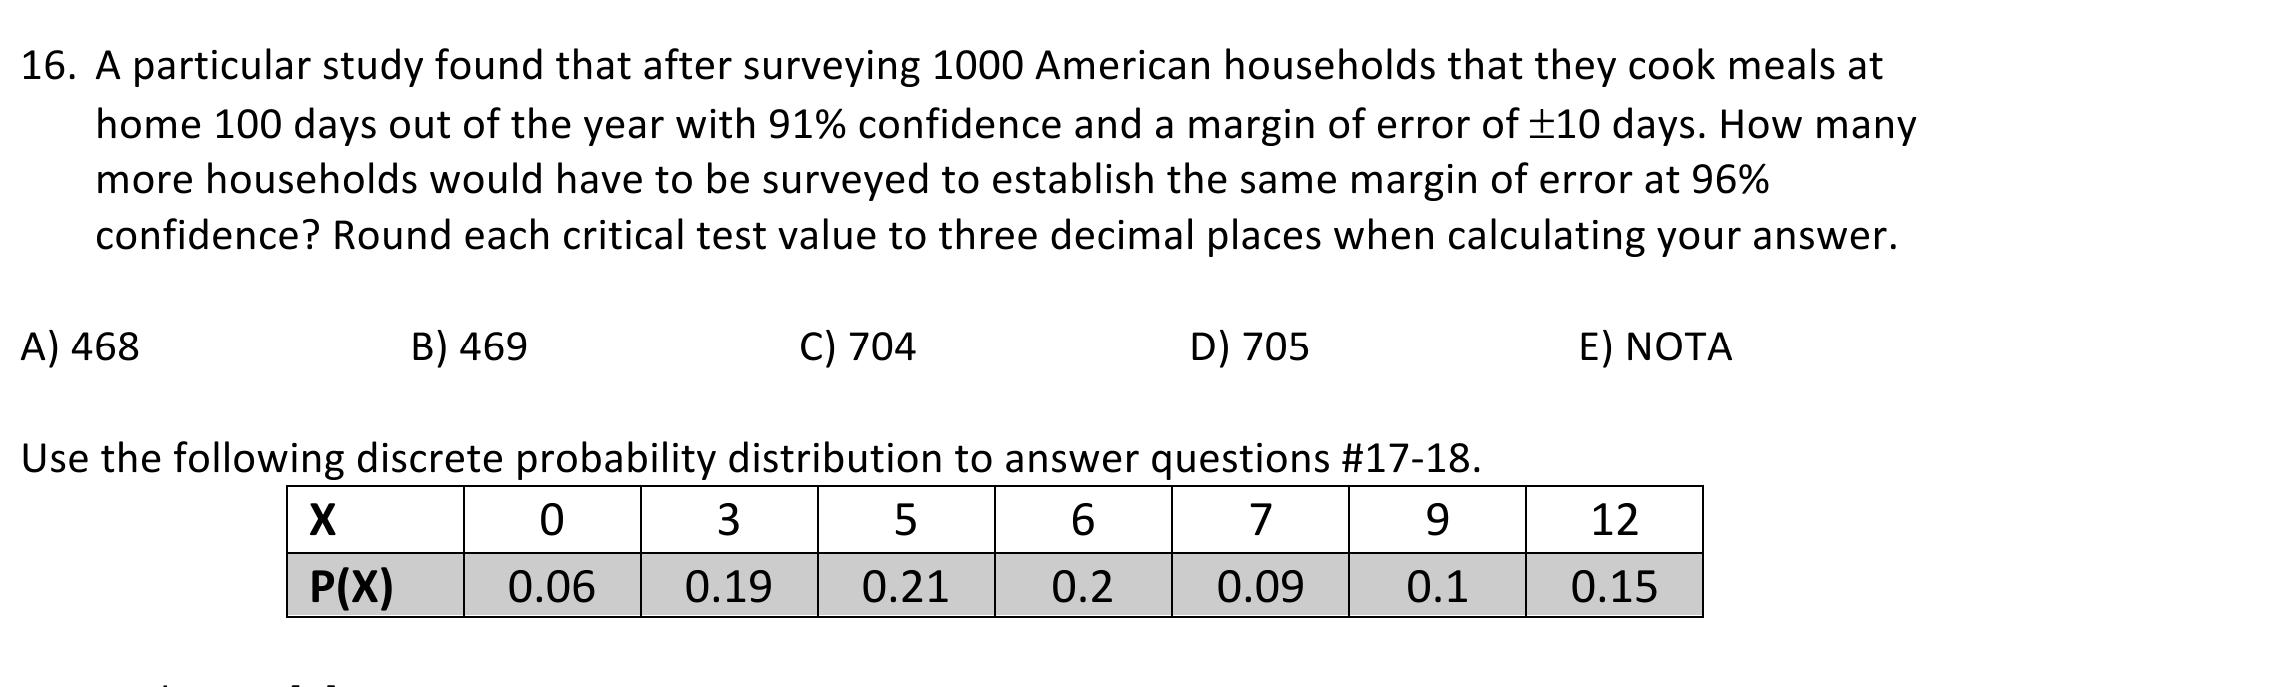 16. A particular study found that after surveying 1000 American households that they cook meals at
home 100 days out of the year with 91% confidence and a margin of error of ±10 days. How many
more households would have to be surveyed to establish the same margin of error at 96%
confidence? Round each critical test value to three decimal places when calculating your answer.
A) 468 B) 469 C) 704 D) 705 E) NOTA
Use the following discrete probability distribution to answer questions #17-18.
X 0 3 5 6 7 9 12
P(X) 0.06 0.19 0.21 0.2 0.09 0.1 0.15